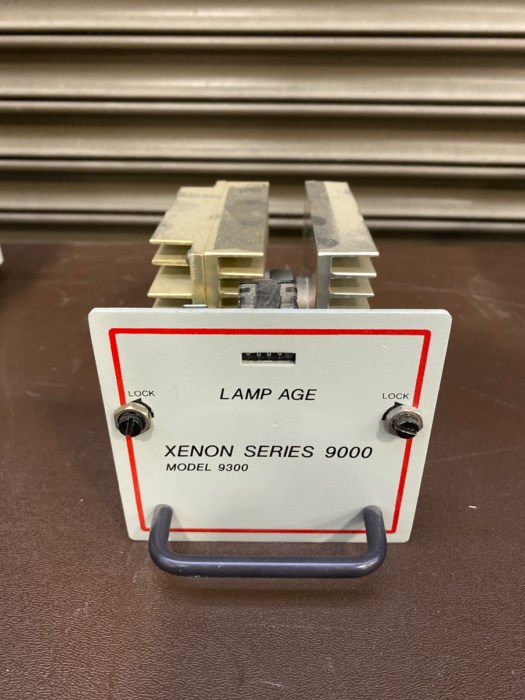 LAMP AGE
LOCK
LOCK
XENON SERIES 9000
MODEL 9300